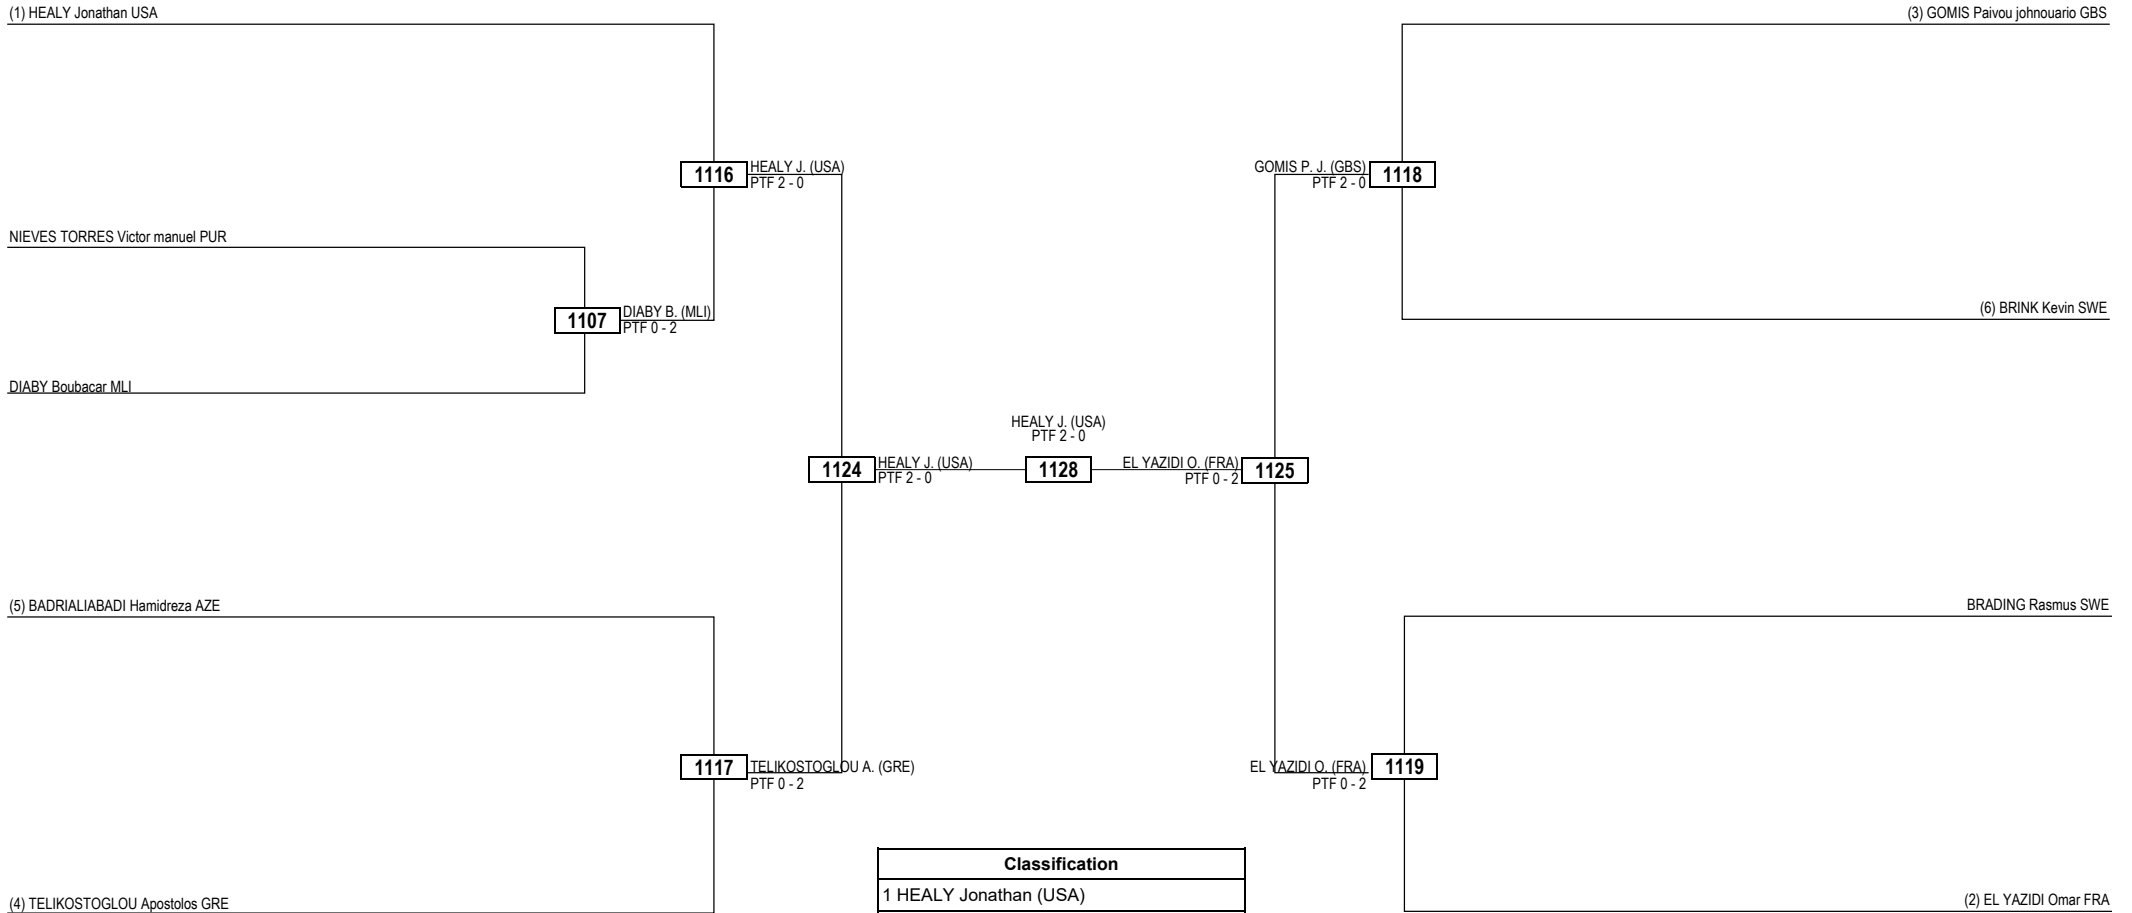 (1) HEALY Jonathan USA
(3) GOMIS Paivou johnouario GBS
1116
HEALY J. (USA)
PTF 2 - 0
GOMIS P. J. (GBS)
PTF 2 - 0
1118
NIEVES TORRES Victor manuel PUR
1107
DIABY B. (MLI)
PTF 0 - 2
(6) BRINK Kevin SWE
DIABY Boubacar MLI
HEALY J. (USA)
PTF 2 - 0
1124
HEALY J. (USA)
PTF 2 - 0
1128
EL YAZIDI O. (FRA)
PTF 0 - 2
1125
(5) BADRIALIABADI Hamidreza AZE
BRADING Rasmus SWE
1117
TELIKOSTOGLOU A. (GRE)
PTF 0 - 2
EL YAZIDI O. (FRA)
PTF 0 - 2
1119
Classification
1 HEALY Jonathan (USA)
(4) TELIKOSTOGLOU Apostolos GRE
(2) EL YAZIDI Omar FRA